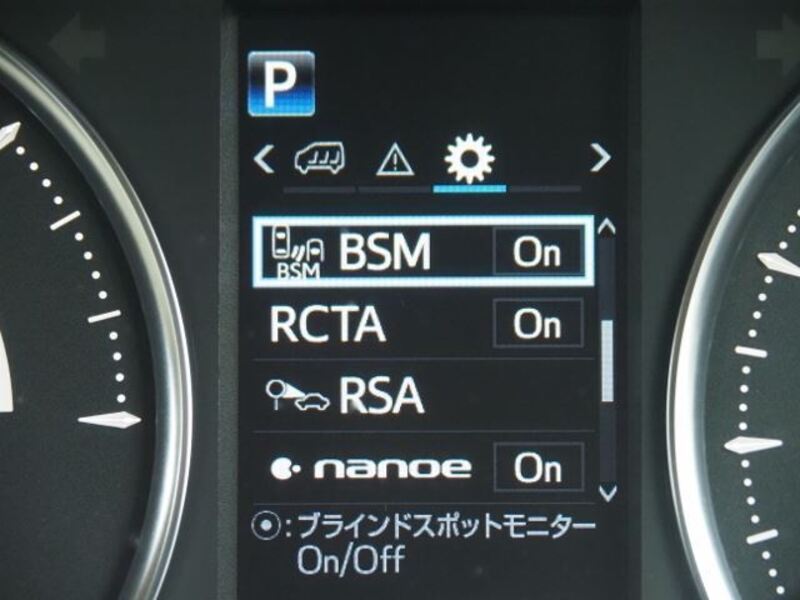 P
BSM BSM On
RCTA On
RSA
nanoe On
⦿:ブラインドスポットモニター
On/Off